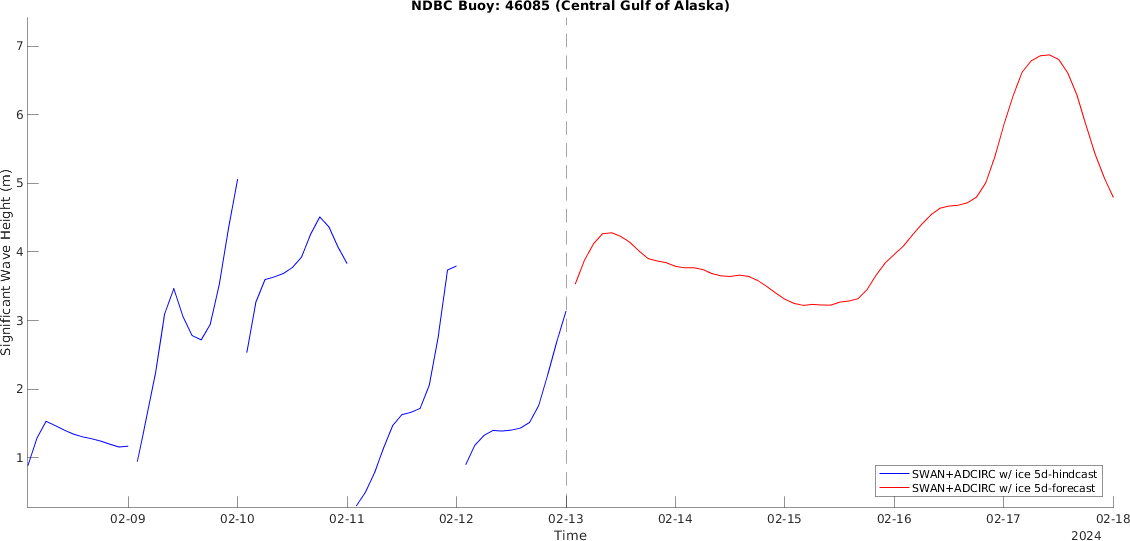 NDBC Buoy: 46085 (Central Gulf of Alaska)
Significant Wave Height (m)
7
6
5
4
3
2
1
02-09 02-10 02-11 02-12 02-13 02-14 02-15 02-16 02-17 02-18
Time
2024
SWAN+ADCIRC w/ ice 5d-hindcast
SWAN+ADCIRC w/ ice 5d-forecast